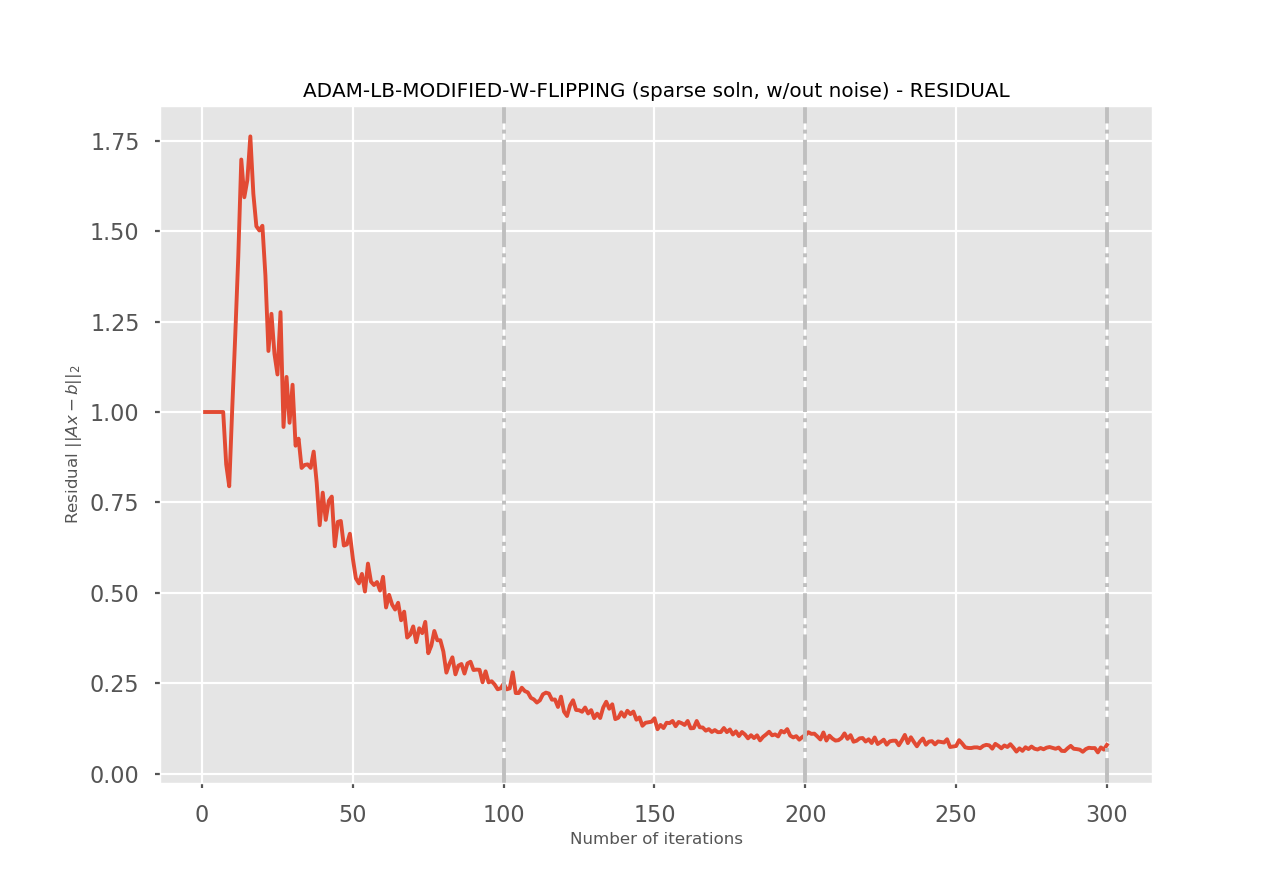 ADAM-LB-MODIFIED-W-FLIPPING (sparse soln, w/out noise) - RESIDUAL
1.75
1.50
1.25
1.00
0.75
0.50
0.25
0.00
Residual ||Ax − b||₂
0 50 100 150 200 250 300
Number of iterations